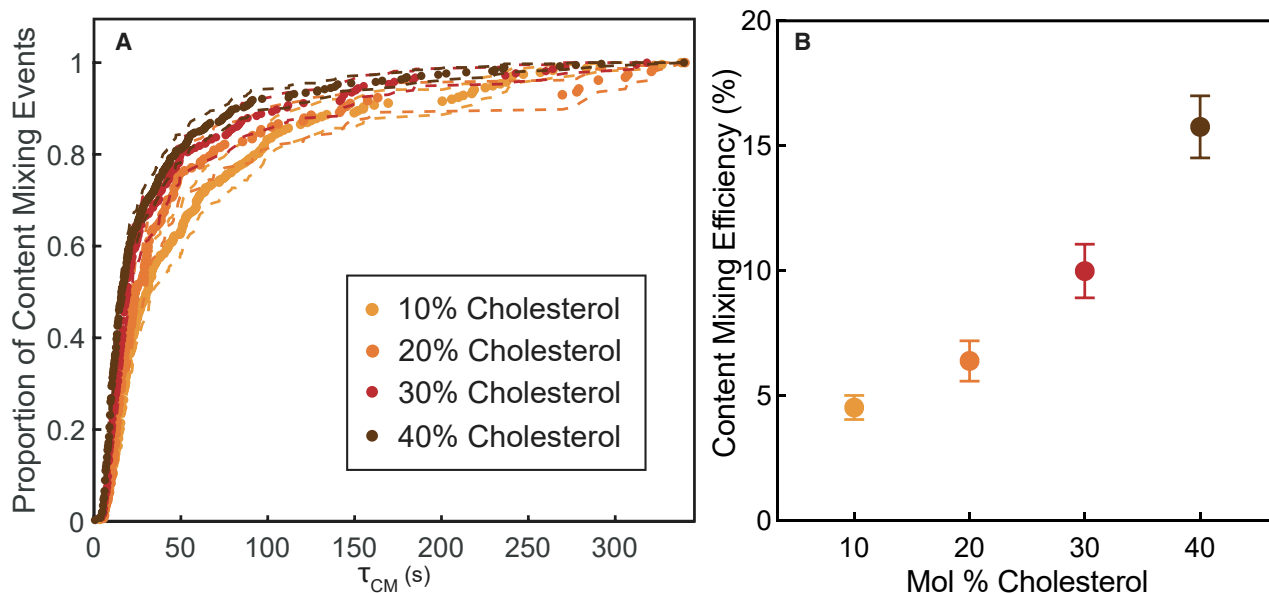 A
Proportion of Content Mixing Events
1
0.8
0.6
0.4
0.2
0
0 50 100 150 200 250 300
τCM (s)
10% Cholesterol
20% Cholesterol
30% Cholesterol
40% Cholesterol
B
Content Mixing Efficiency (%)
20
15
10
5
0
10 20 30 40
Mol % Cholesterol